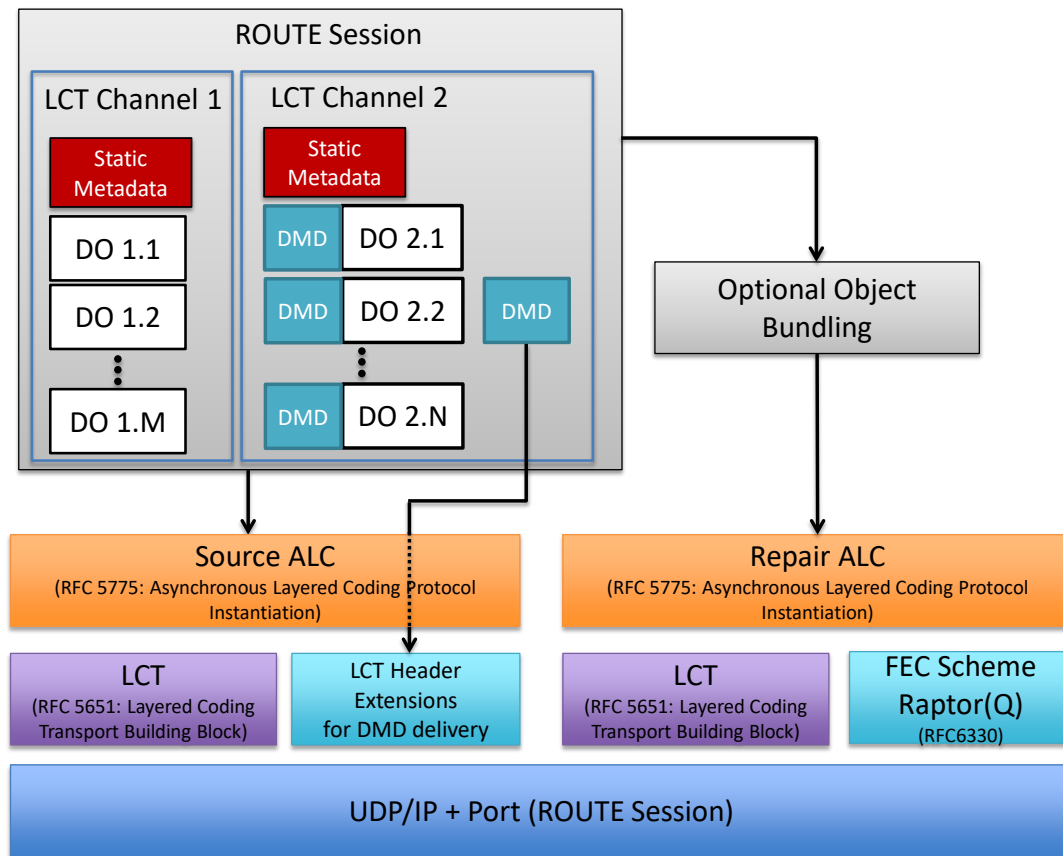 ROUTE Session
LCT Channel 1
Static
Metadata
DO 1.1
DO 1.2
DO 1.M
LCT Channel 2
Static
Metadata
DMD
DO 2.1
DMD
DO 2.2
DMD
DMD
DO 2.N
Optional Object
Bundling
Source ALC
(RFC 5775: Asynchronous Layered Coding Protocol
Instantiation)
Repair ALC
(RFC 5775: Asynchronous Layered Coding Protocol
Instantiation)
LCT
(RFC 5651: Layered Coding
Transport Building Block)
LCT Header
Extensions
for DMD delivery
LCT
(RFC 5651: Layered Coding
Transport Building Block)
FEC Scheme
Raptor(Q)
(RFC6330)
UDP/IP + Port (ROUTE Session)